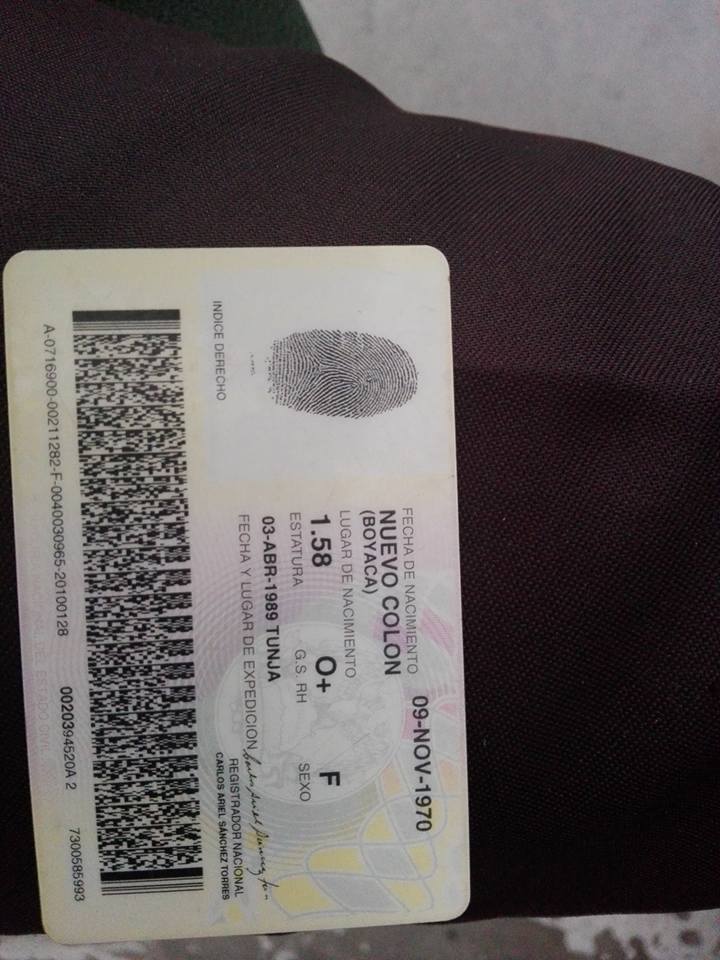 FECHA DE NACIMIENTO 09-NOV-1970
NUEVO COLON
(BOYACA)
LUGAR DE NACIMIENTO
1.58 O+ F
ESTATURA G.S. RH SEXO
03-ABR-1989 TUNJA
FECHA Y LUGAR DE EXPEDICION
INDICE DERECHO
REGISTRADOR NACIONAL
CARLOS ARIEL SÁNCHEZ TORRES
A-0716900-00211282-F-0040030965-20100128 0020394520A 2 7300585993